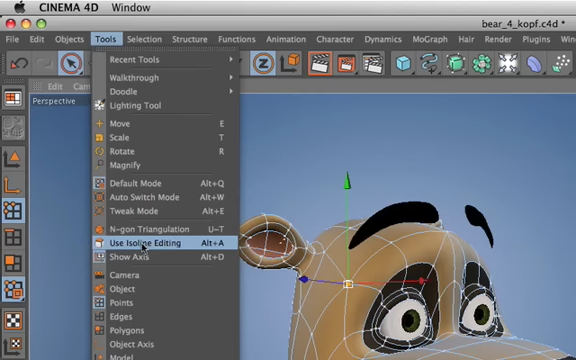 CINEMA 4D Window
bear_4_kopf.c4d *
File Edit Objects Tools Selection Structure Functions Animation Character Dynamics MoGraph Hair Render Plugins
Edit
Perspective
Recent Tools
Walkthrough
Doodle
Lighting Tool
Move E
Scale T
Rotate R
Magnify
Default Mode Alt+Q
Auto Switch Mode Alt+W
Tweak Mode Alt+E
N-gon Triangulation U~T
Use Isoline Editing Alt+A
Show Axis Alt+D
Camera
Object
Points
Edges
Polygons
Object Axis
Model